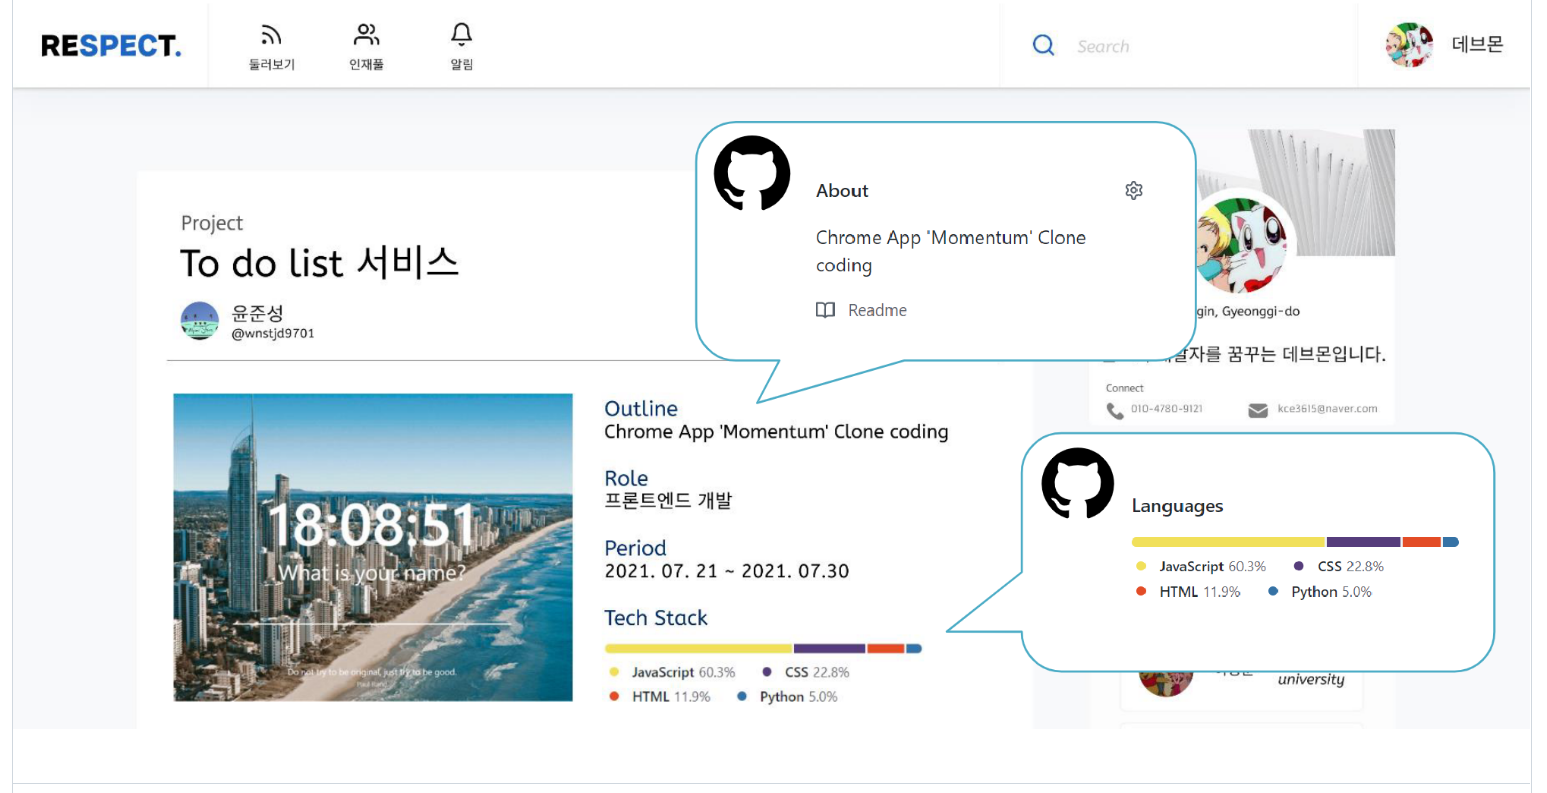 RESPECT.
둘러보기
인재풀
알림
Search
데브몬
Project
To do list 서비스
윤준성
@wnstjd9701
About
Chrome App 'Momentum' Clone
coding
Readme
Gyeonggi-do
꿈꾸는 데브몬입니다.
Connect
010-4780-9121
kce3615@naver.com
18:08:51
What is your name?
Do not try to be original, just try to be good.
Paul Rand
Outline
Chrome App 'Momentum' Clone coding
Role
프론트엔드 개발
Period
2021. 07. 21 ~ 2021. 07.30
Tech Stack
JavaScript 60.3%
CSS 22.8%
HTML 11.9%
Python 5.0%
Languages
JavaScript 60.3%
CSS 22.8%
HTML 11.9%
Python 5.0%
university